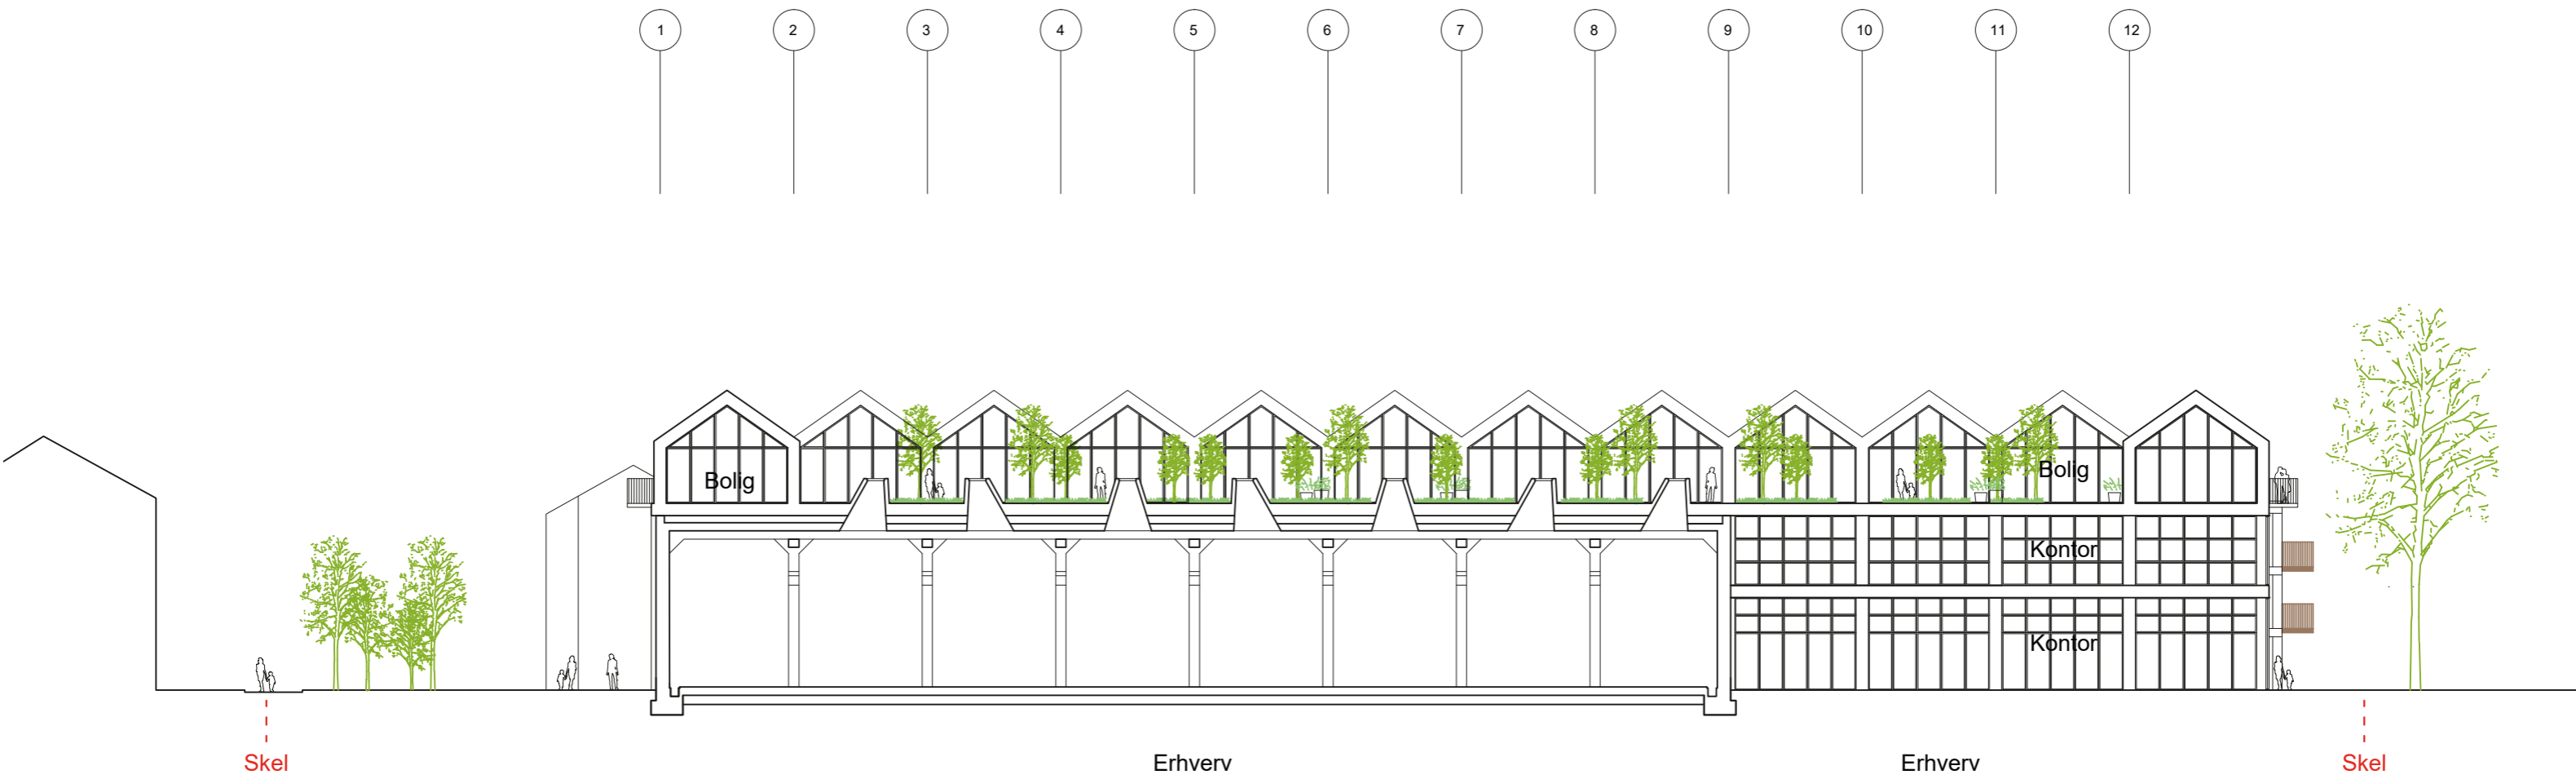 1 2 3 4 5 6 7 8 9 10 11 12
Bolig Bolig
Kontor
Kontor
Skel Erhverv Erhverv Skel